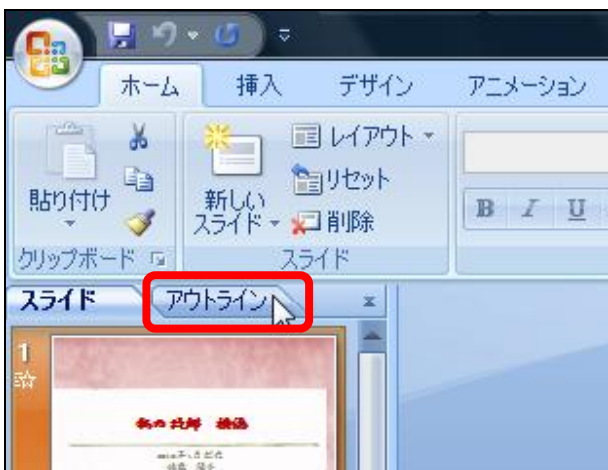 ホーム 挿入 デザイン アニメーション
レイアウト
リセット
貼り付け 新しい
スライド 削除
B I U
クリップボード スライド
スライド アウトライン
1